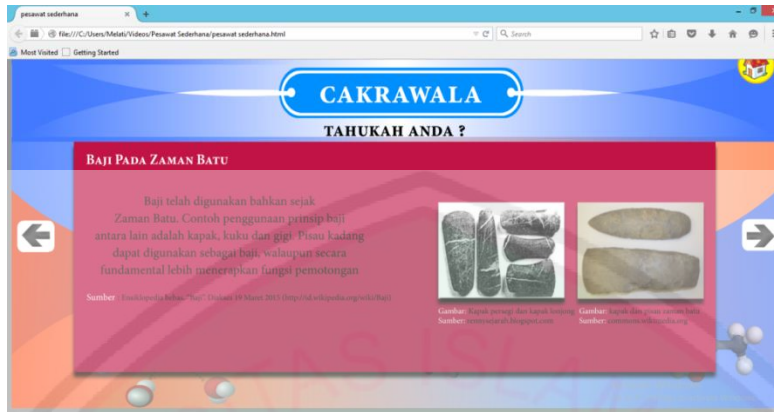 pesawat sederhana
file:///C:/Users/Melati/Videos/Pesawat Sederhana/pesawat sederhana.html
Search
Most Visited
Getting Started
CAKRAWALA
TAHUKAH ANDA ?
BAJI PADA ZAMAN BATU
Baji telah digunakan bahkan sejak
Zaman Batu. Contoh penggunaan prinsip baji
antara lain adalah kapak, kuku dan gigi. Pisau kadang
dapat digunakan sebagai baji, walaupun secara
fundamental lebih menerapkan fungsi pemotongan
Sumber : Ensiklopedia Bebas. "Baji" Diakses 19 Maret 2015 (http://id.wikipedia.org/wiki/Baji)
Gambar: Kapak persegi dan kapak lonjong
Sumber: blogspot.com
Gambar: kapak dan pisau zaman batu
Sumber: commons.wikimedia.org
TAS ISLAM